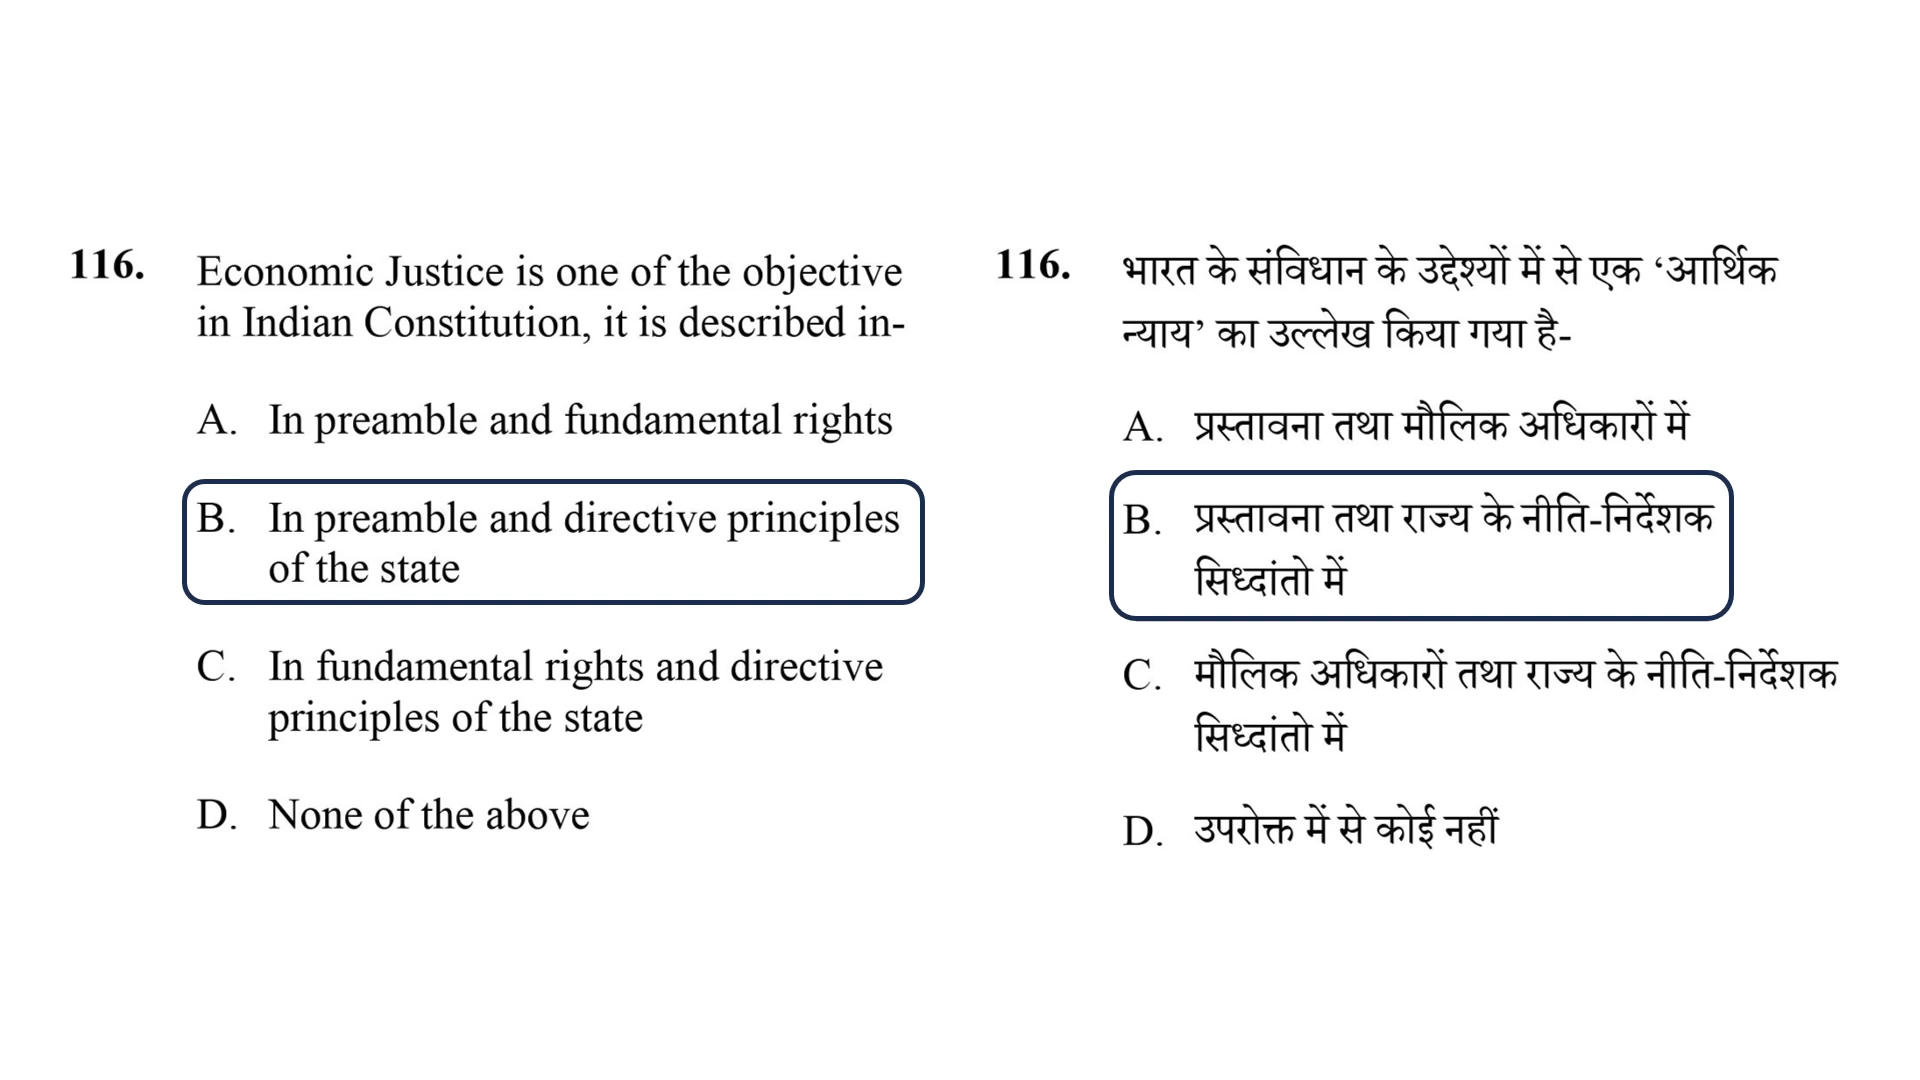 116. Economic Justice is one of the objective
in Indian Constitution, it is described in-
A. In preamble and fundamental rights
B. In preamble and directive principles
of the state
C. In fundamental rights and directive
principles of the state
D. None of the above
116. भारत के संविधान के उद्देश्यों में से एक ‘आर्थिक
न्याय’ का उल्लेख किया गया है-
A. प्रस्तावना तथा मौलिक अधिकारों में
B. प्रस्तावना तथा राज्य के नीति-निर्देशक
सिध्दांतो में
C. मौलिक अधिकारों तथा राज्य के नीति-निर्देशक
सिध्दांतो में
D. उपरोक्त में से कोई नहीं